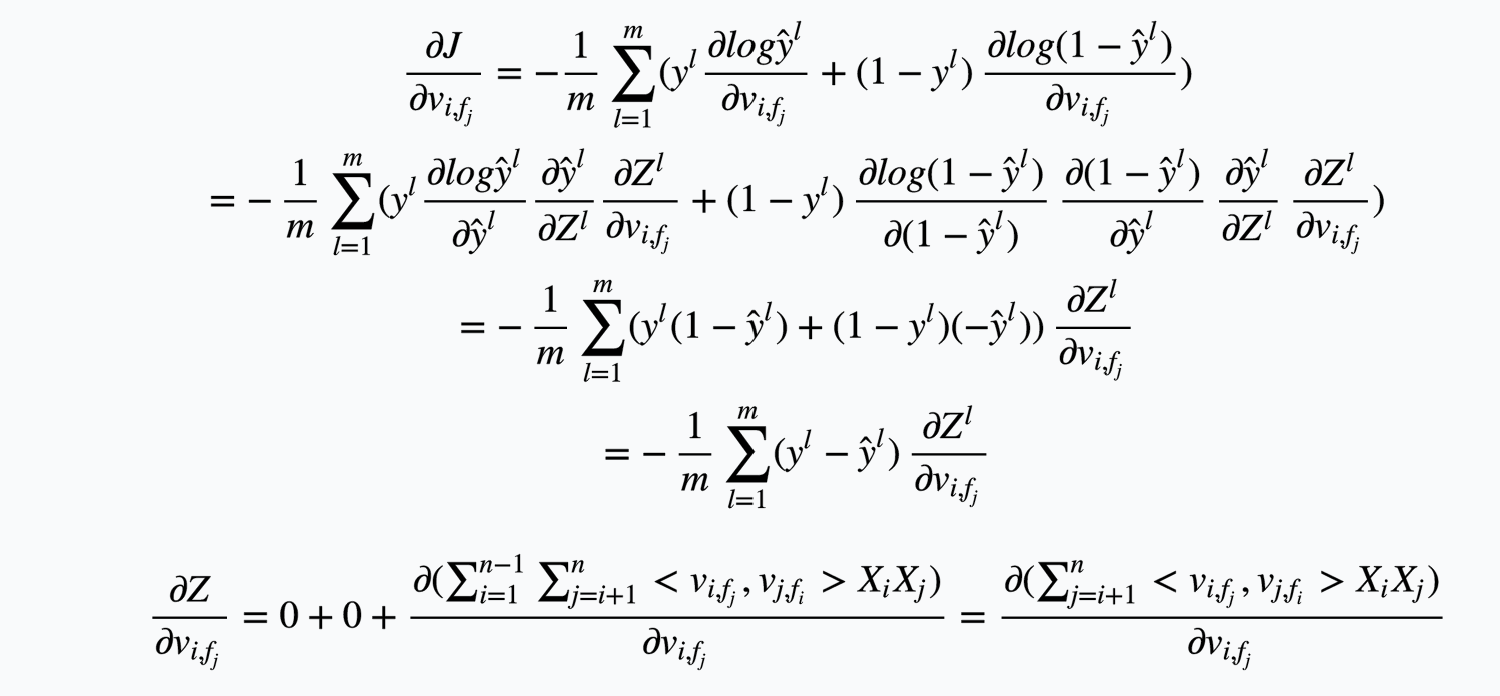 \frac{\partial J}{\partial v_{i,f_j}} = -\frac{1}{m} \sum_{l=1}^{m} (y^l \frac{\partial log\hat{y}^l}{\partial v_{i,f_j}} + (1 - y^l) \frac{\partial log(1 - \hat{y}^l)}{\partial v_{i,f_j}})
= -\frac{1}{m} \sum_{l=1}^{m} (y^l \frac{\partial log\hat{y}^l}{\partial \hat{y}^l} \frac{\partial \hat{y}^l}{\partial Z^l} \frac{\partial Z^l}{\partial v_{i,f_j}} + (1 - y^l) \frac{\partial log(1 - \hat{y}^l)}{\partial (1 - \hat{y}^l)} \frac{\partial (1 - \hat{y}^l)}{\partial \hat{y}^l} \frac{\partial \hat{y}^l}{\partial Z^l} \frac{\partial Z^l}{\partial v_{i,f_j}})
= -\frac{1}{m} \sum_{l=1}^{m} (y^l (1 - \hat{y}^l) + (1 - y^l)(-\hat{y}^l)) \frac{\partial Z^l}{\partial v_{i,f_j}}
= -\frac{1}{m} \sum_{l=1}^{m} (y^l - \hat{y}^l) \frac{\partial Z^l}{\partial v_{i,f_j}}
\frac{\partial Z}{\partial v_{i,f_j}} = 0 + 0 + \frac{\partial (\sum_{i=1}^{n-1} \sum_{j=i+1}^{n} < v_{i,f_j}, v_{j,f_i} > X_i X_j)}{\partial v_{i,f_j}} = \frac{\partial (\sum_{j=i+1}^{n} < v_{i,f_j}, v_{j,f_i} > X_i X_j)}{\partial v_{i,f_j}}